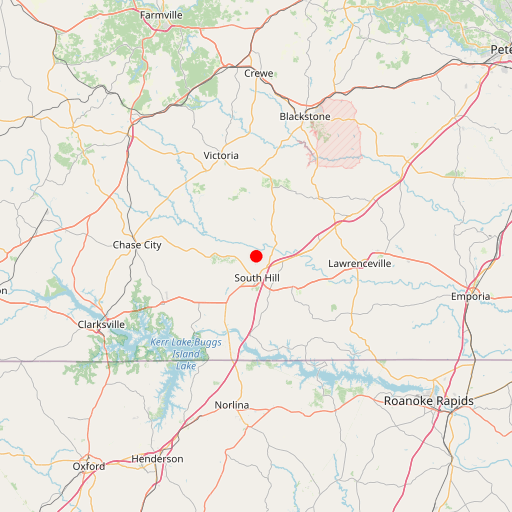 Farmville
Pete
Crewe
Blackstone
Victoria
Chase City
Lawrenceville
South Hill
on
Emporia
Clarksville
Kerr Lake;Buggs
Island
Lake
Roanoke Rapids
Norlina
Henderson
Oxford